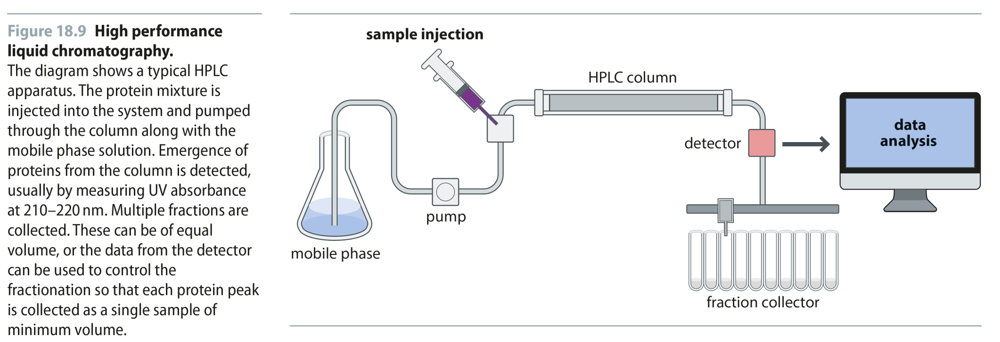 Figure 18.9 High performance
liquid chromatography.
The diagram shows a typical HPLC
apparatus. The protein mixture is
injected into the system and pumped
through the column along with the
mobile phase solution. Emergence of
proteins from the column is detected,
usually by measuring UV absorbance
at 210–220 nm. Multiple fractions are
collected. These can be of equal
volume, or the data from the detector
can be used to control the
fractionation so that each protein peak
is collected as a single sample of
minimum volume.
sample injection
HPLC column
detector
data
analysis
pump
mobile phase
fraction collector